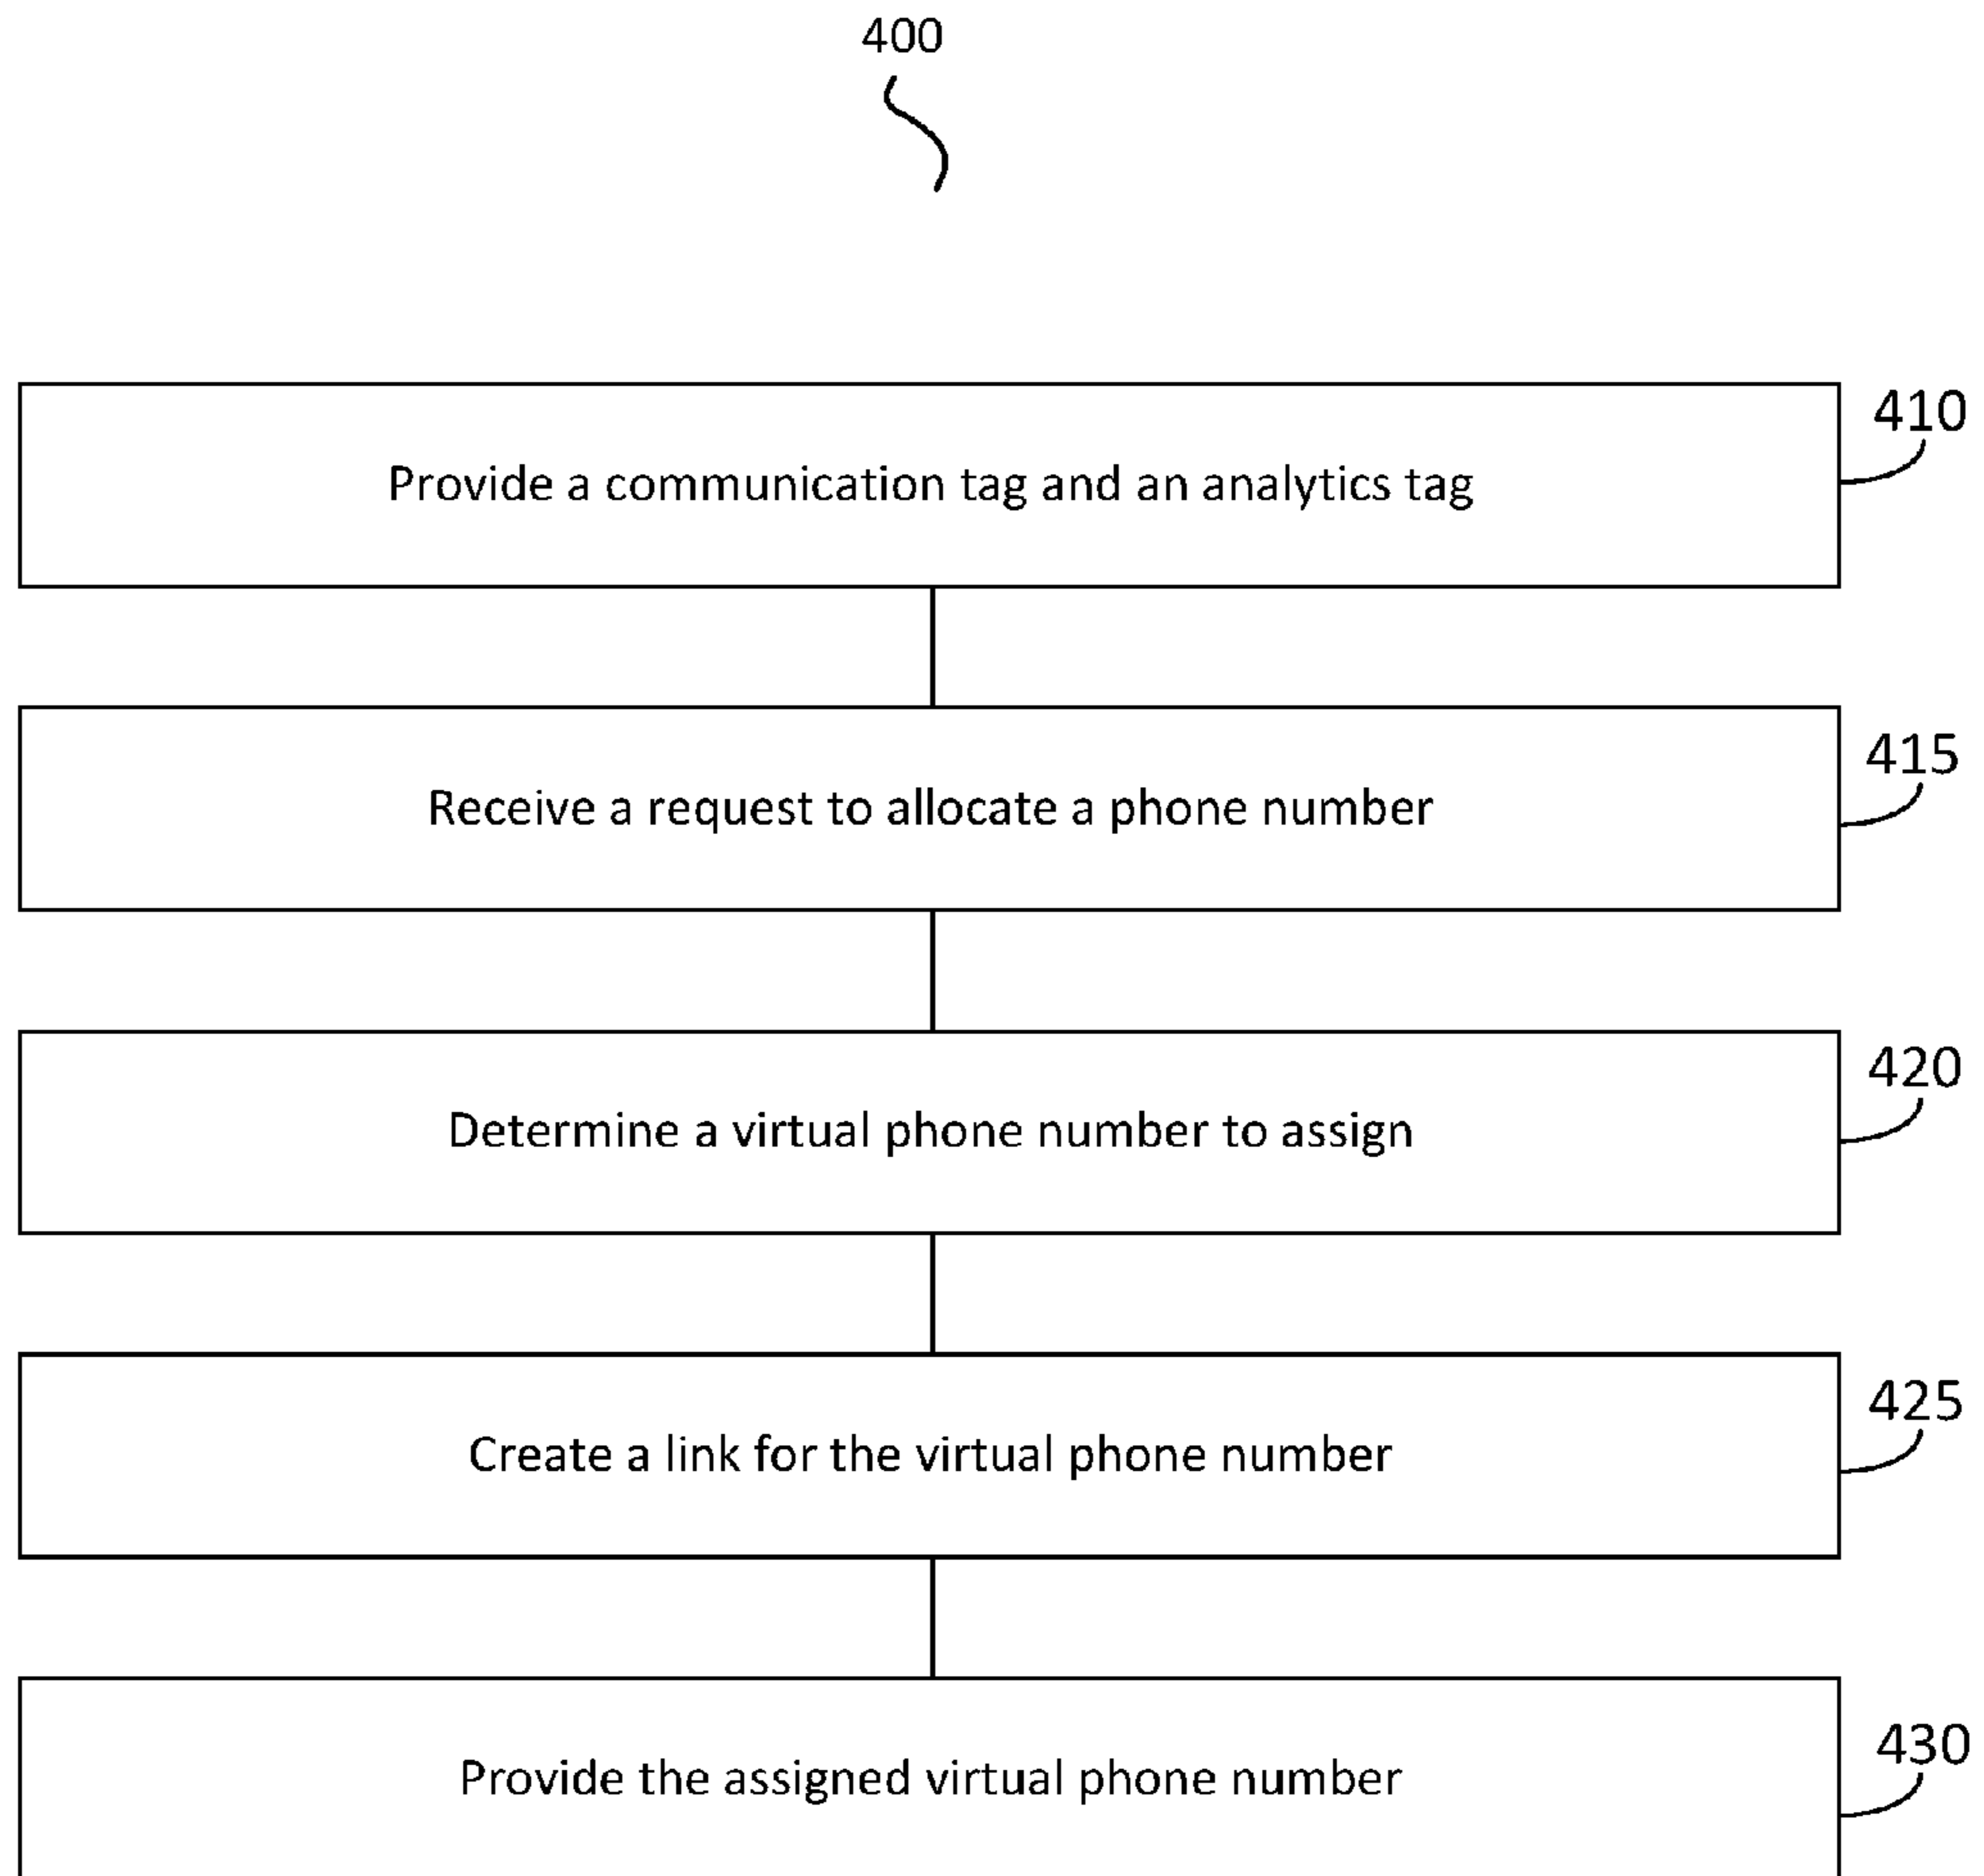 400
410
Provide a communication tag and an analytics tag
415
Receive a request to allocate a phone number
420
Determine a virtual phone number to assign
425
Create a link for the virtual phone number
430
Provide the assigned virtual phone number